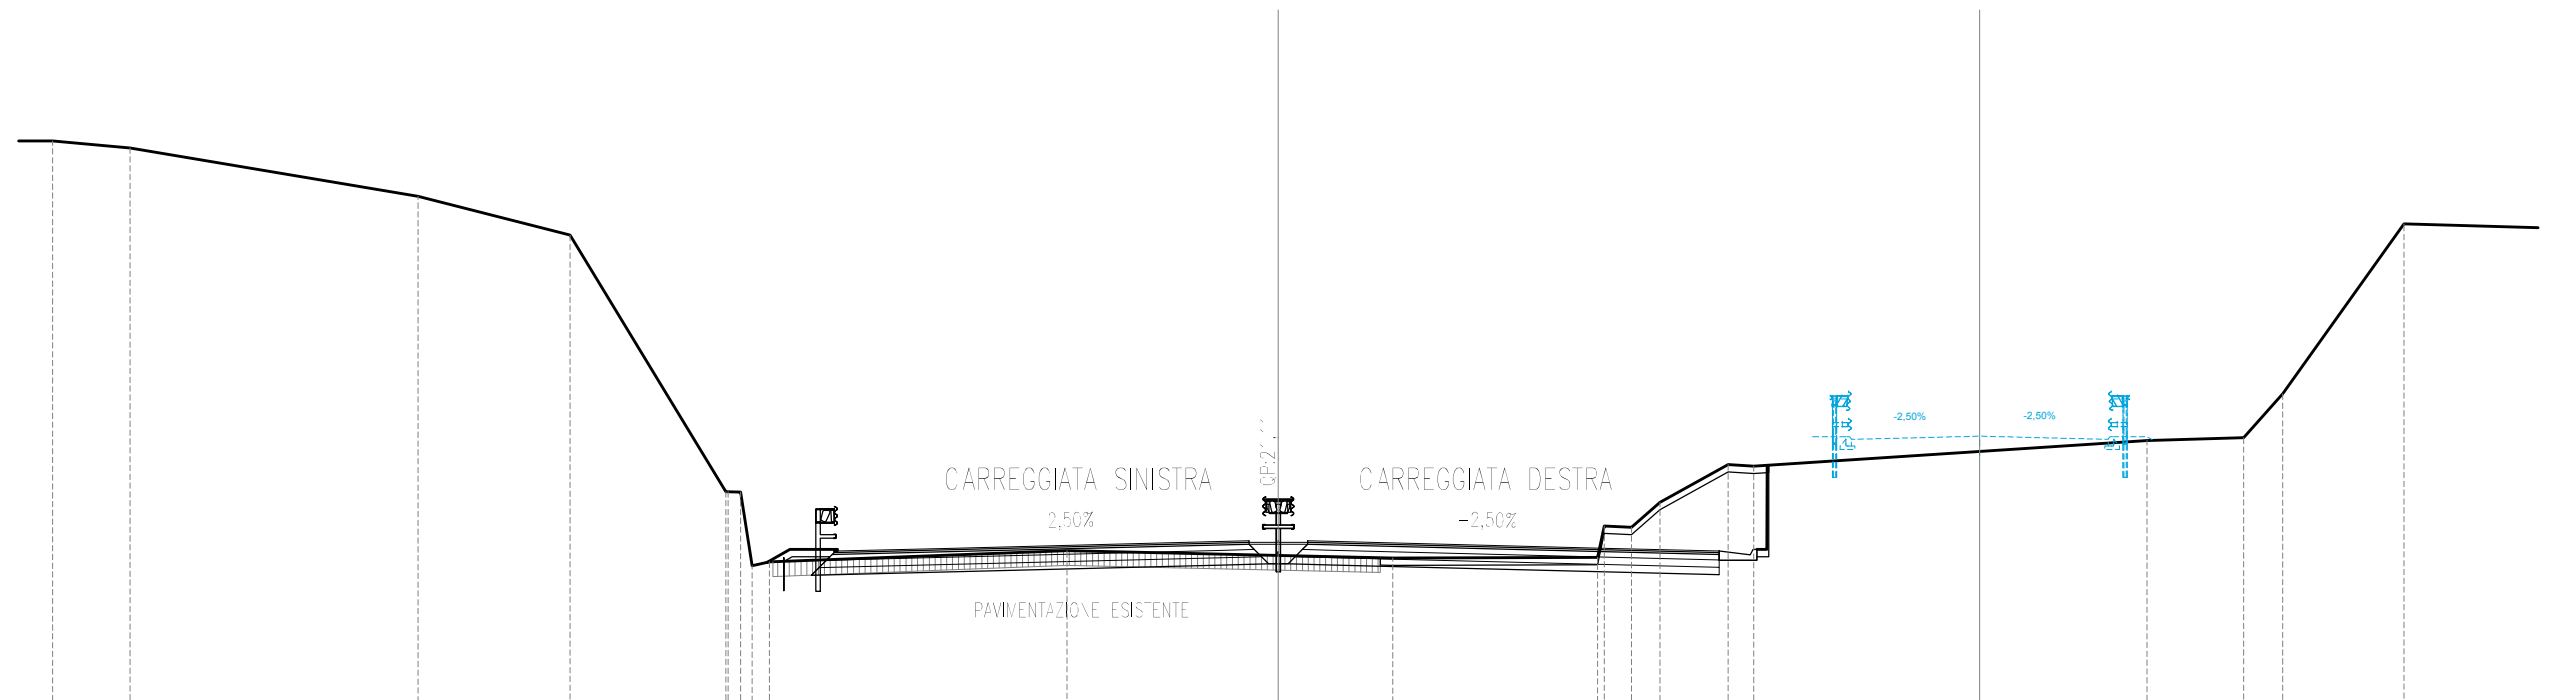 -2,50% -2,50%
CARREGGIATA SINISTRA CARREGGIATA DESTRA
2,50% -2,50%
PAVIMENTAZIONE ESISTENTE